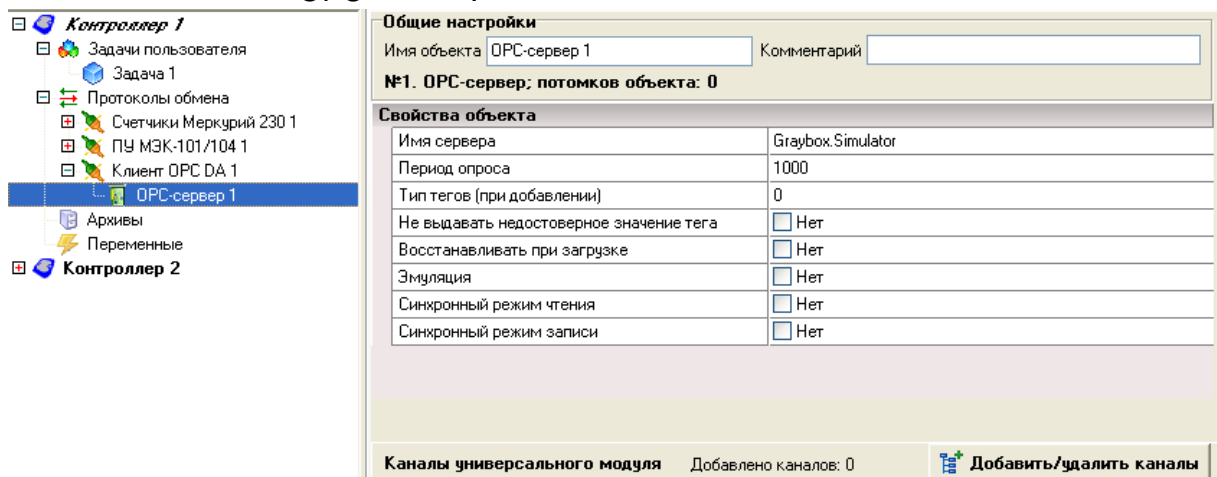 Контроллер 1
Задачи пользователя
Задача 1
Протоколы обмена
Счетчики Меркурий 230 1
ПУ МЭК-101/104 1
Клиент OPC DA 1
OPC-сервер 1
Архивы
Переменные
Контроллер 2
Общие настройки
Имя объекта OPC-сервер 1 Комментарий
№1. OPC-сервер; потомков объекта: 0
Свойства объекта
Имя сервера Graybox.Simulator
Период опроса 1000
Тип тегов (при добавлении) 0
Не выдавать недостоверное значение тега Нет
Восстанавливать при загрузке Нет
Эмуляция Нет
Синхронный режим чтения Нет
Синхронный режим записи Нет
Каналы универсального модуля Добавлено каналов: 0 Добавить/удалить каналы